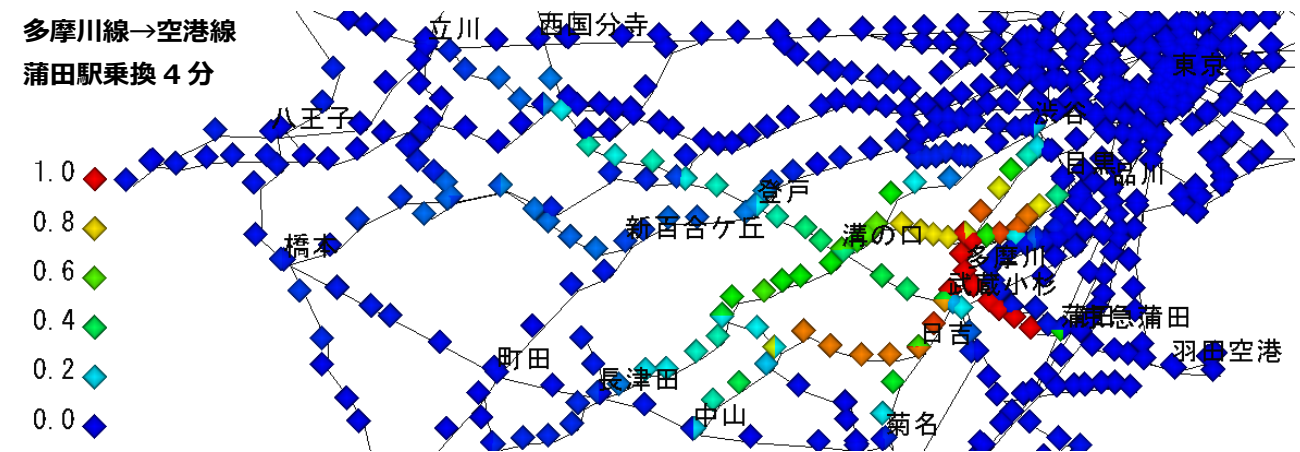 多摩川線→空港線
蒲田駅乗換4分
立川
西国分寺
東京
八王子
渋谷
目黒
品川
1.0
登戸
0.8
新百合ケ丘
溝の口
橋本
多摩川
0.6
武蔵小杉
0.4
蒲田
京急蒲田
日吉
羽田空港
町田
0.2
長津田
中山
菊名
0.0